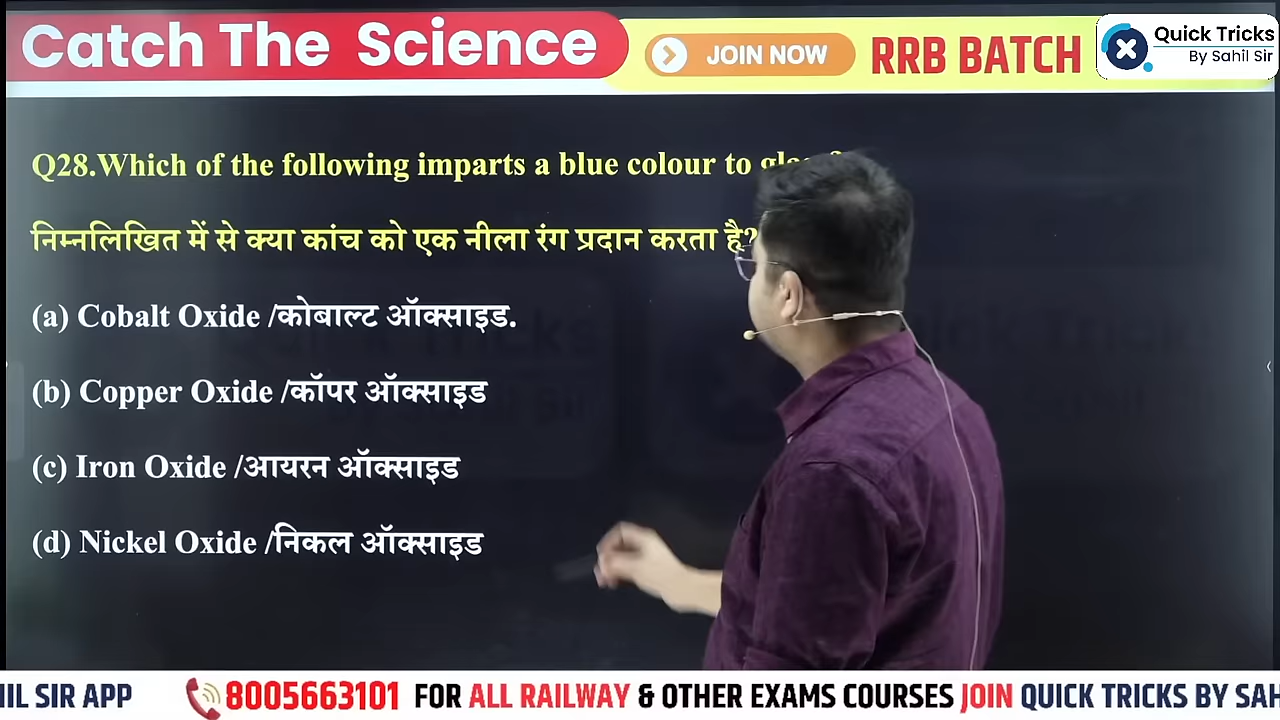 Catch The Science
JOIN NOW
RRB BATCH
Quick Tricks
By Sahil Sir
Q28.Which of the following imparts a blue colour to
निम्नलिखित में से क्या कांच को एक नीला रंग प्रदान करता है?
(a) Cobalt Oxide /कोबाल्ट ऑक्साइड.
(b) Copper Oxide /कॉपर ऑक्साइड
(c) Iron Oxide /आयरन ऑक्साइड
(d) Nickel Oxide /निकल ऑक्साइड
SIR APP 8005663101 FOR ALL RAILWAY & OTHER EXAMS COURSES JOIN QUICK TRICKS BY